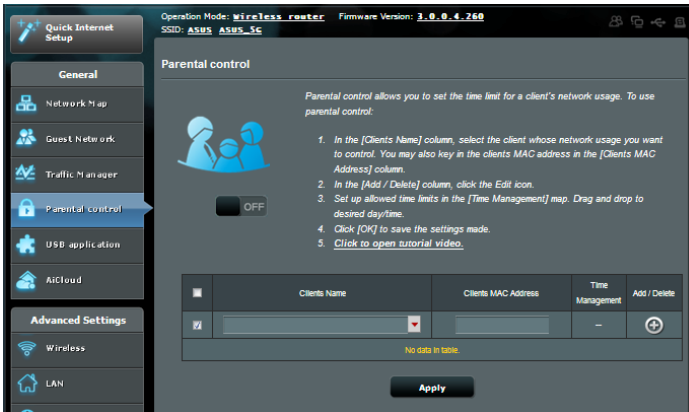 Quick Internet
Setup
Operation Mode: Wireless router Firmware Version: 3.0.0.4.260
SSID: ASUS ASUS_5G
General
Network Map
Guest Network
Traffic Manager
Parental control
USB application
AiCloud
Advanced Settings
Wireless
LAN
Parental control
Parental control allows you to set the time limit for a client's network usage. To use
parental control:
1. In the [Clients Name] column, select the client whose network usage you want
to control. You may also key in the clients MAC address in the [Clients MAC
Address] column.
2. In the [Add / Delete] column, click the Edit icon.
3. Set up allowed time limits in the [Time Management] map. Drag and drop to
desired day/time.
4. Click [OK] to save the settings made.
5. Click to open tutorial video.
OFF
Clients Name Clients MAC Address Time Management Add / Delete
–
No data in table.
Apply